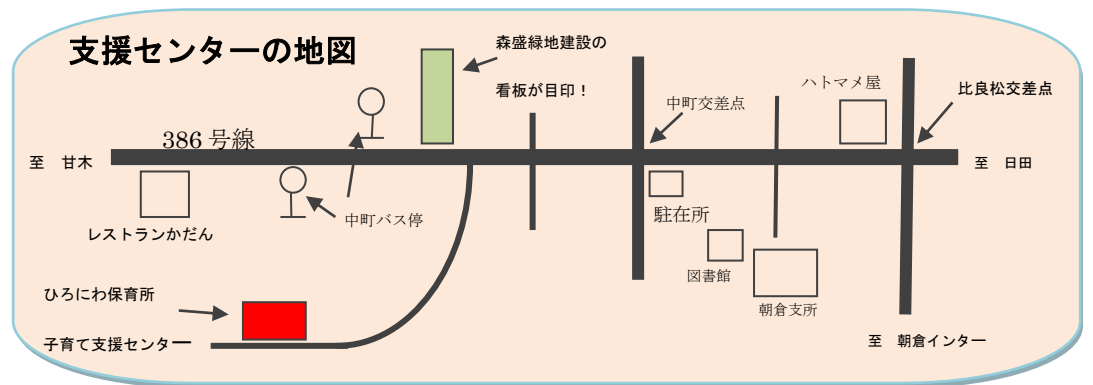 支援センターの地図
森盛緑地建設の
看板が目印！
ハトマメ屋
比良松交差点
中町交差点
386 号線
至　甘木
至　日田
中町バス停
駐在所
レストランかだん
図書館
朝倉支所
ひろにわ保育所
子育て支援センター
至　朝倉インター